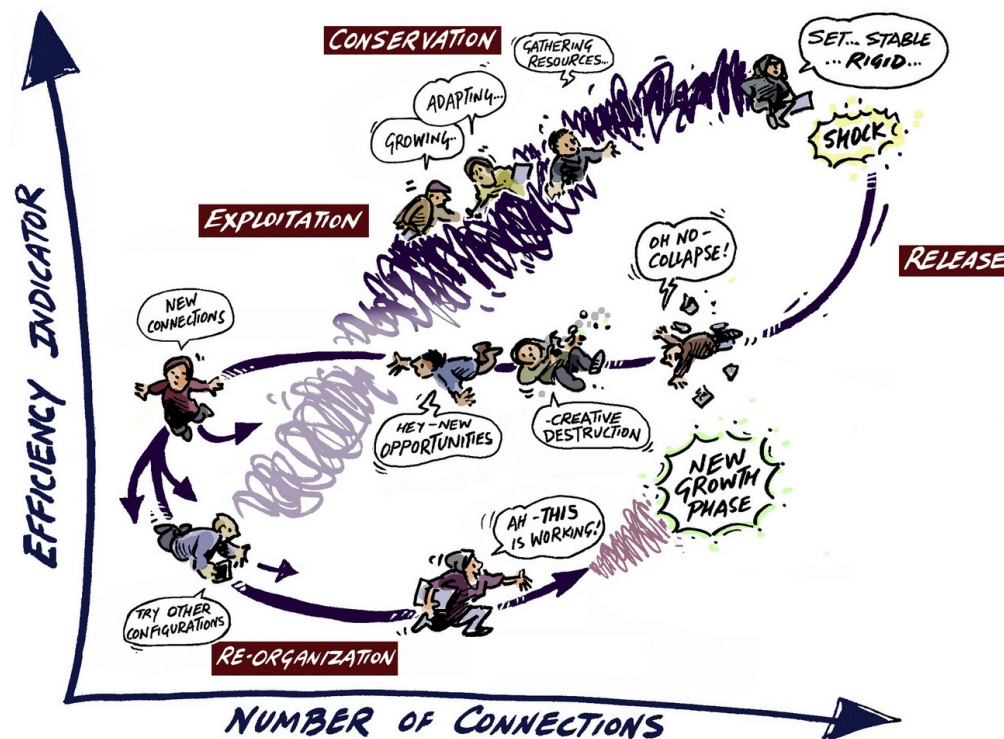 CONSERVATION
GATHERING
RESOURCES...
SET... STABLE
... RIGID...
ADAPTING...
GROWING..
SHOCK!
EXPLOITATION
OH NO-
COLLAPSE!
RELEASE
NEW
CONNECTIONS
HEY-NEW
OPPORTUNITIES
-CREATIVE
DESTRUCTION
NEW
GROWTH
PHASE
AH-THIS
IS WORKING!
TRY OTHER
CONFIGURATIONS
RE-ORGANIZATION
EFFICIENCY INDICATOR
NUMBER OF CONNECTIONS